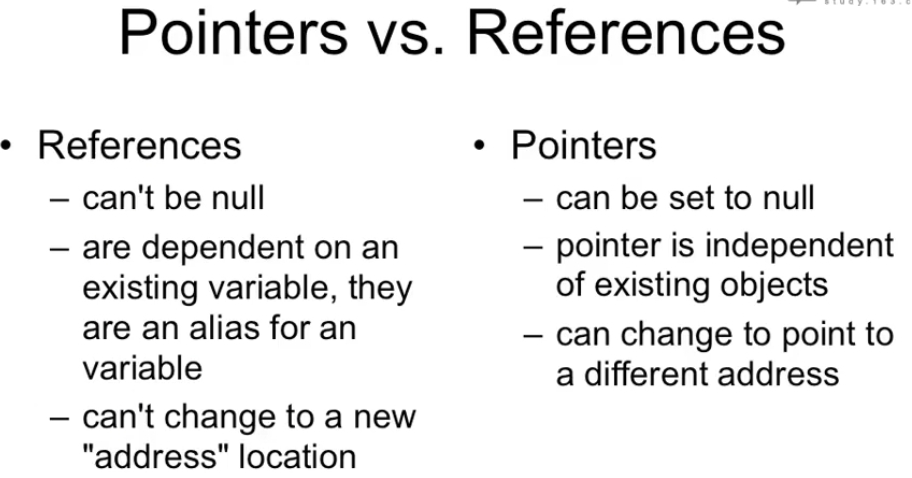 Pointers vs. References
• References
– can't be null
– are dependent on an
existing variable, they
are an alias for an
variable
– can't change to a new
"address" location
• Pointers
– can be set to null
– pointer is independent
of existing objects
– can change to point to
a different address